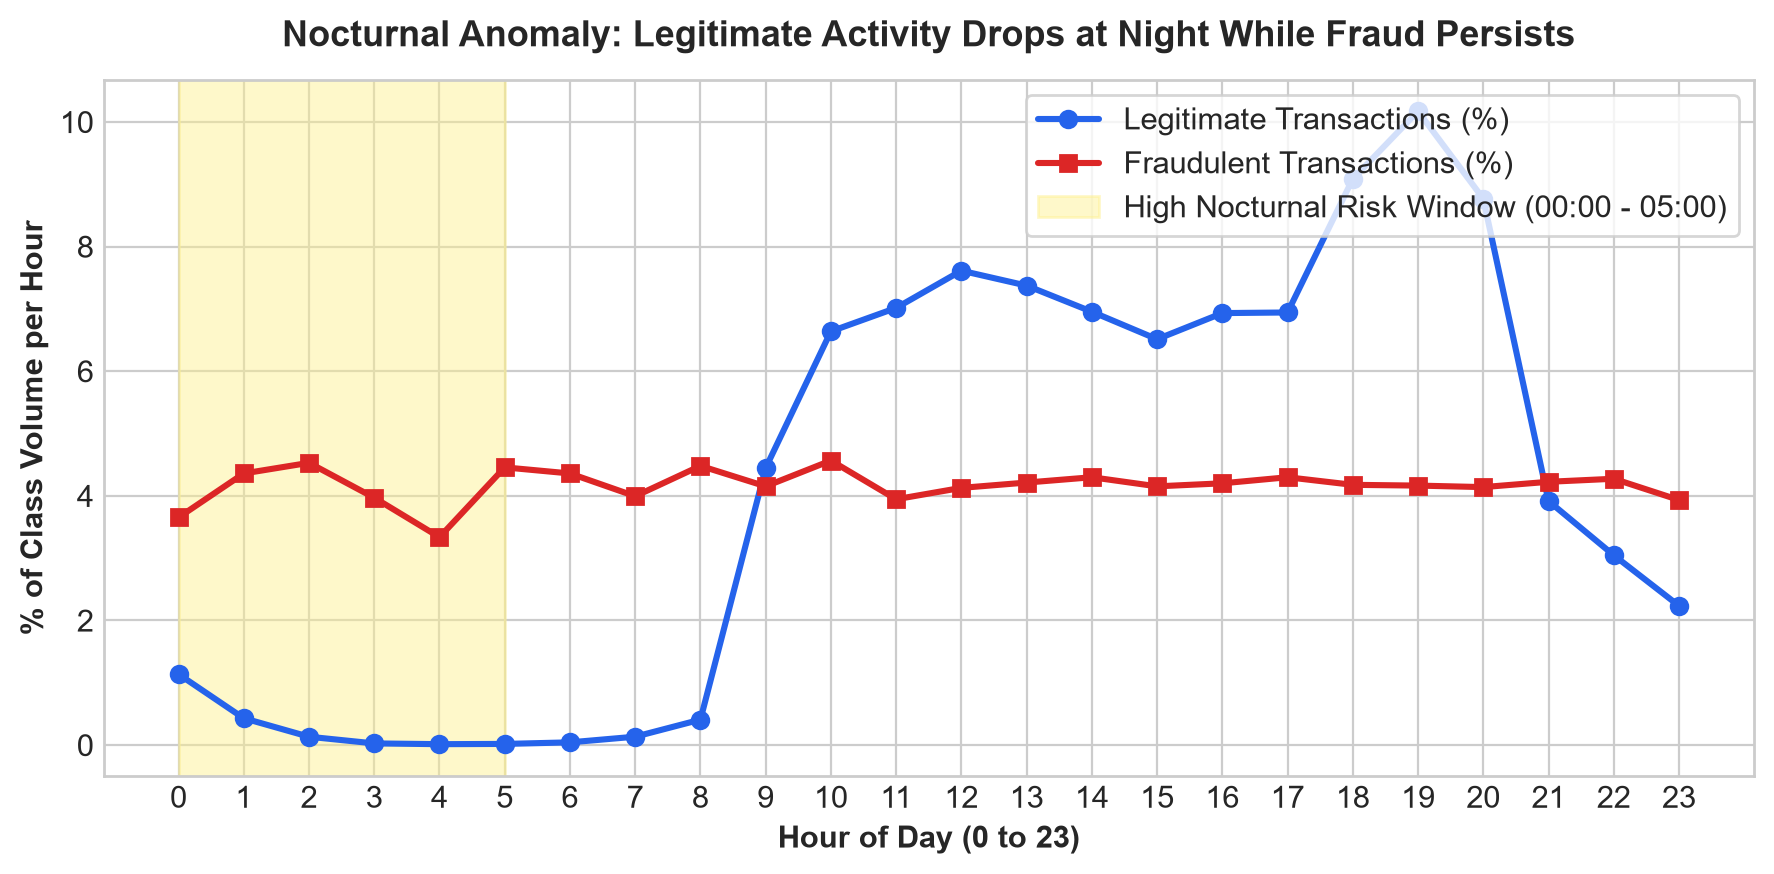 Nocturnal Anomaly: Legitimate Activity Drops at Night While Fraud Persists
Legitimate Transactions (%)
Fraudulent Transactions (%)
High Nocturnal Risk Window (00:00 - 05:00)
% of Class Volume per Hour
10
8
6
4
2
0
0 1 2 3 4 5 6 7 8 9 10 11 12 13 14 15 16 17 18 19 20 21 22 23
Hour of Day (0 to 23)